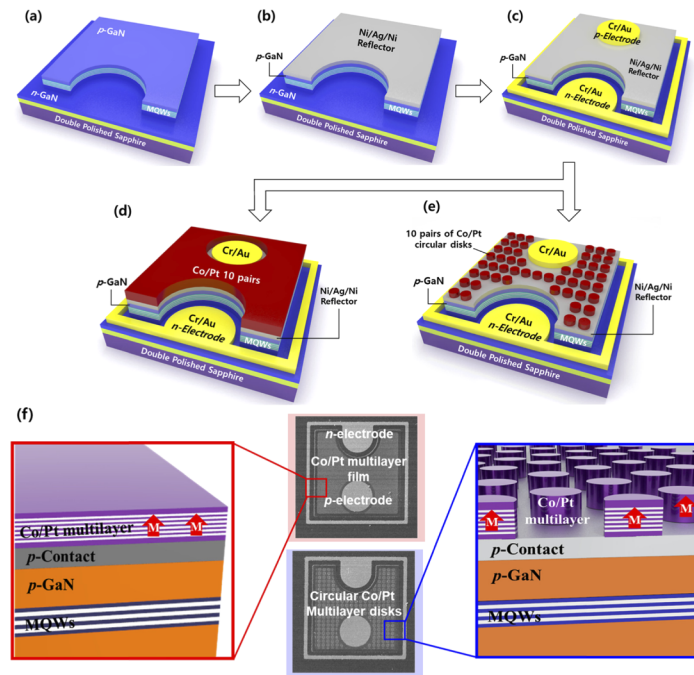 (a)
p-GaN
n-GaN
MQWs
Double Polished Sapphire
(b)
Ni/Ag/Ni
Reflector
p-GaN
n-GaN
MQWs
Double Polished Sapphire
(c)
Cr/Au
p-Electrode
p-GaN
Ni/Ag/Ni
Reflector
Cr/Au
n-Electrode
MQWs
Double Polished Sapphire
(d)
Cr/Au
Co/Pt 10 pairs
p-GaN
Ni/Ag/Ni
Reflector
Cr/Au
n-Electrode
MQWs
Double Polished Sapphire
(e)
10 pairs of Co/Pt
circular disks
Cr/Au
p-GaN
Ni/Ag/Ni
Reflector
Cr/Au
n-Electrode
MQWs
Double Polished Sapphire
(f)
Co/Pt multilayer
M
M
p-Contact
p-GaN
MQWs
n-electrode
Co/Pt multilayer
film
p-electrode
Circular Co/Pt
Multilayer disks
Co/Pt
multilayer
M
M
M
p-Contact
p-GaN
MQWs